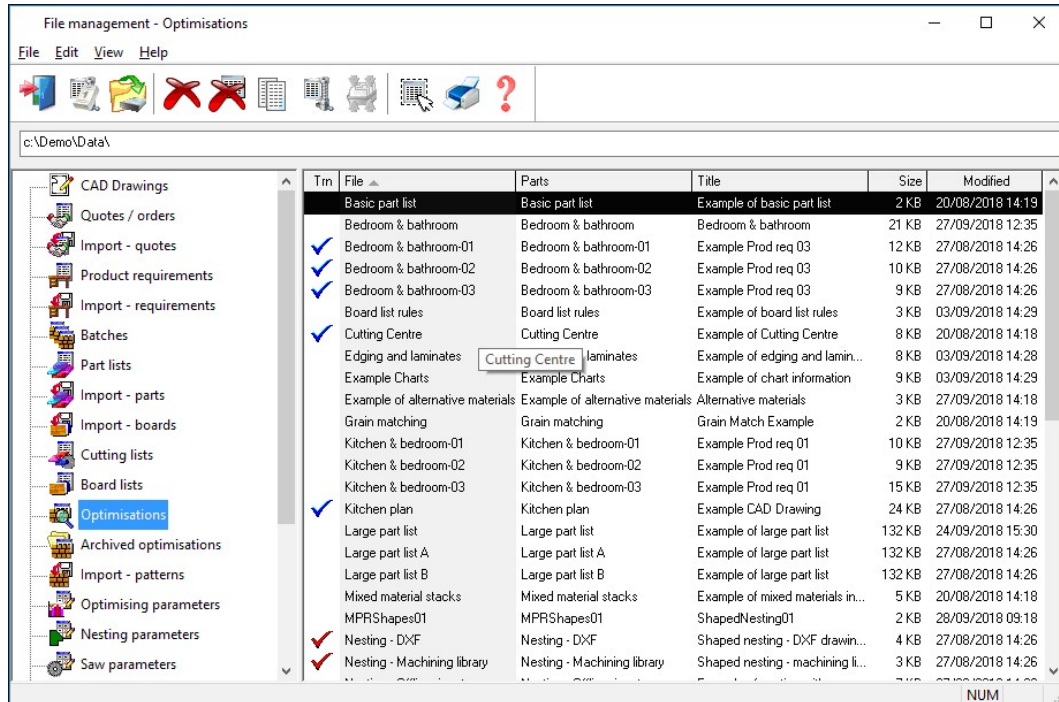 File management - Optimisations
File Edit View Help
c:\Demo\Data\
CAD Drawings
Quotes / orders
Import - quotes
Product requirements
Import - requirements
Batches
Part lists
Import - parts
Import - boards
Cutting lists
Board lists
Optimisations
Archived optimisations
Import - patterns
Optimising parameters
Nesting parameters
Saw parameters
Trn File Parts Title Size Modified
Basic part list Basic part list Example of basic part list 2 KB 20/08/2018 14:19
Bedroom & bathroom Bedroom & bathroom Bedroom & bathroom 21 KB 27/09/2018 12:35
Bedroom & bathroom-01 Bedroom & bathroom-01 Example Prod req 03 12 KB 27/08/2018 14:26
Bedroom & bathroom-02 Bedroom & bathroom-02 Example Prod req 03 10 KB 27/08/2018 14:26
Bedroom & bathroom-03 Bedroom & bathroom-03 Example Prod req 03 9 KB 27/08/2018 14:26
Board list rules Board list rules Example of board list rules 3 KB 03/09/2018 14:29
Cutting Centre Cutting Centre Example of Cutting Centre 8 KB 20/08/2018 14:18
Edging and laminates laminates Example of edging and lamin... 8 KB 03/09/2018 14:28
Cutting Centre
Example Charts Example Charts Example of chart information 9 KB 03/09/2018 14:29
Example of alternative materials Example of alternative materials Alternative materials 3 KB 27/09/2018 14:18
Grain matching Grain matching Grain Match Example 2 KB 20/08/2018 14:19
Kitchen & bedroom-01 Kitchen & bedroom-01 Example Prod req 01 10 KB 27/09/2018 12:35
Kitchen & bedroom-02 Kitchen & bedroom-02 Example Prod req 01 9 KB 27/09/2018 12:35
Kitchen & bedroom-03 Kitchen & bedroom-03 Example Prod req 01 15 KB 27/09/2018 12:35
Kitchen plan Kitchen plan Example CAD Drawing 24 KB 27/08/2018 14:26
Large part list Large part list Example of large part list 132 KB 24/09/2018 15:30
Large part list A Large part list A Example of large part list 132 KB 27/08/2018 14:26
Large part list B Large part list B Example of large part list 132 KB 27/08/2018 14:26
Mixed material stacks Mixed material stacks Example of mixed materials in... 5 KB 20/08/2018 14:18
MPRShapes01 MPRShapes01 ShapedNesting01 2 KB 28/09/2018 09:18
Nesting - DXF Nesting - DXF Shaped nesting - DXF drawin... 4 KB 27/08/2018 14:26
Nesting - Machining library Nesting - Machining library Shaped nesting - machining li... 3 KB 27/08/2018 14:26
NUM